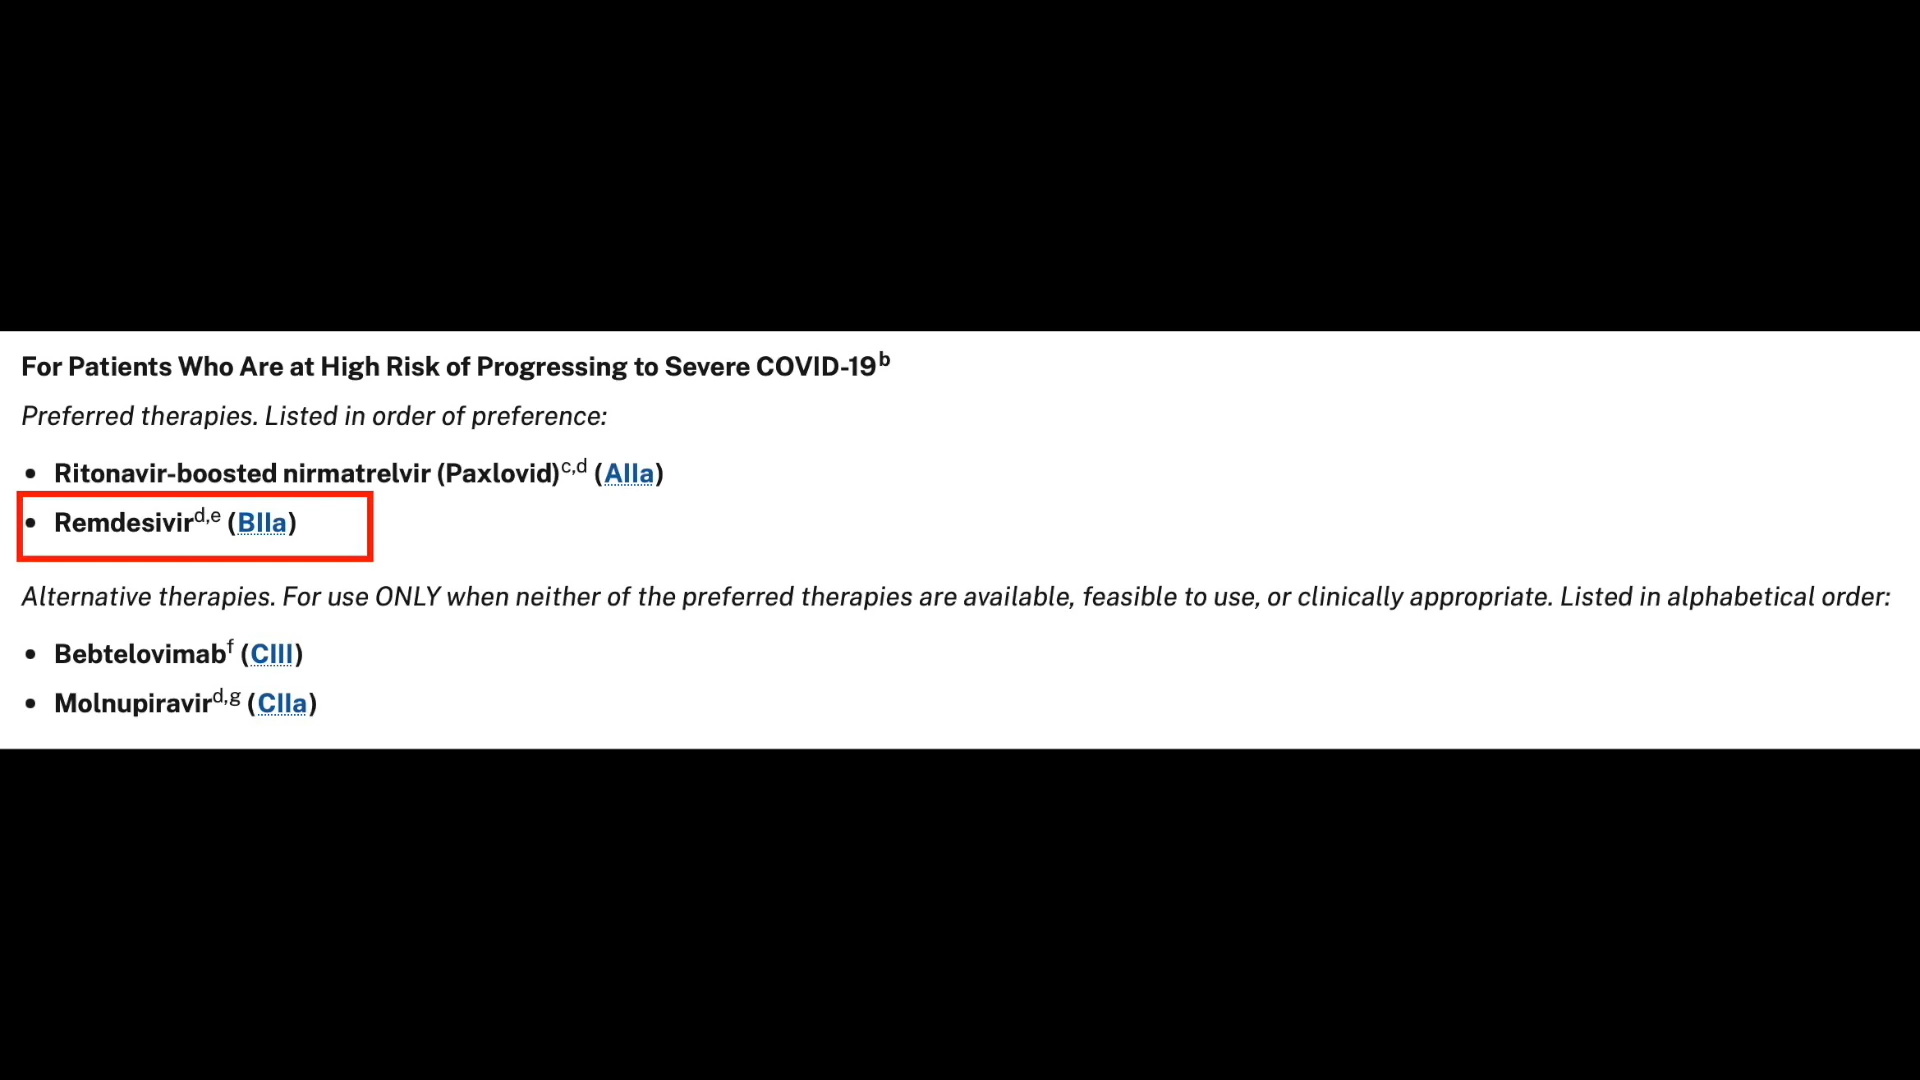 For Patients Who Are at High Risk of Progressing to Severe COVID-19b
Preferred therapies. Listed in order of preference:
• Ritonavir-boosted nirmatrelvir (Paxlovid)c,d (AIIa)
• Remdesivird,e (BIIa)
Alternative therapies. For use ONLY when neither of the preferred therapies are available, feasible to use, or clinically appropriate. Listed in alphabetical order:
• Bebtelovimabf (CIII)
• Molnupiravird,g (CIIa)